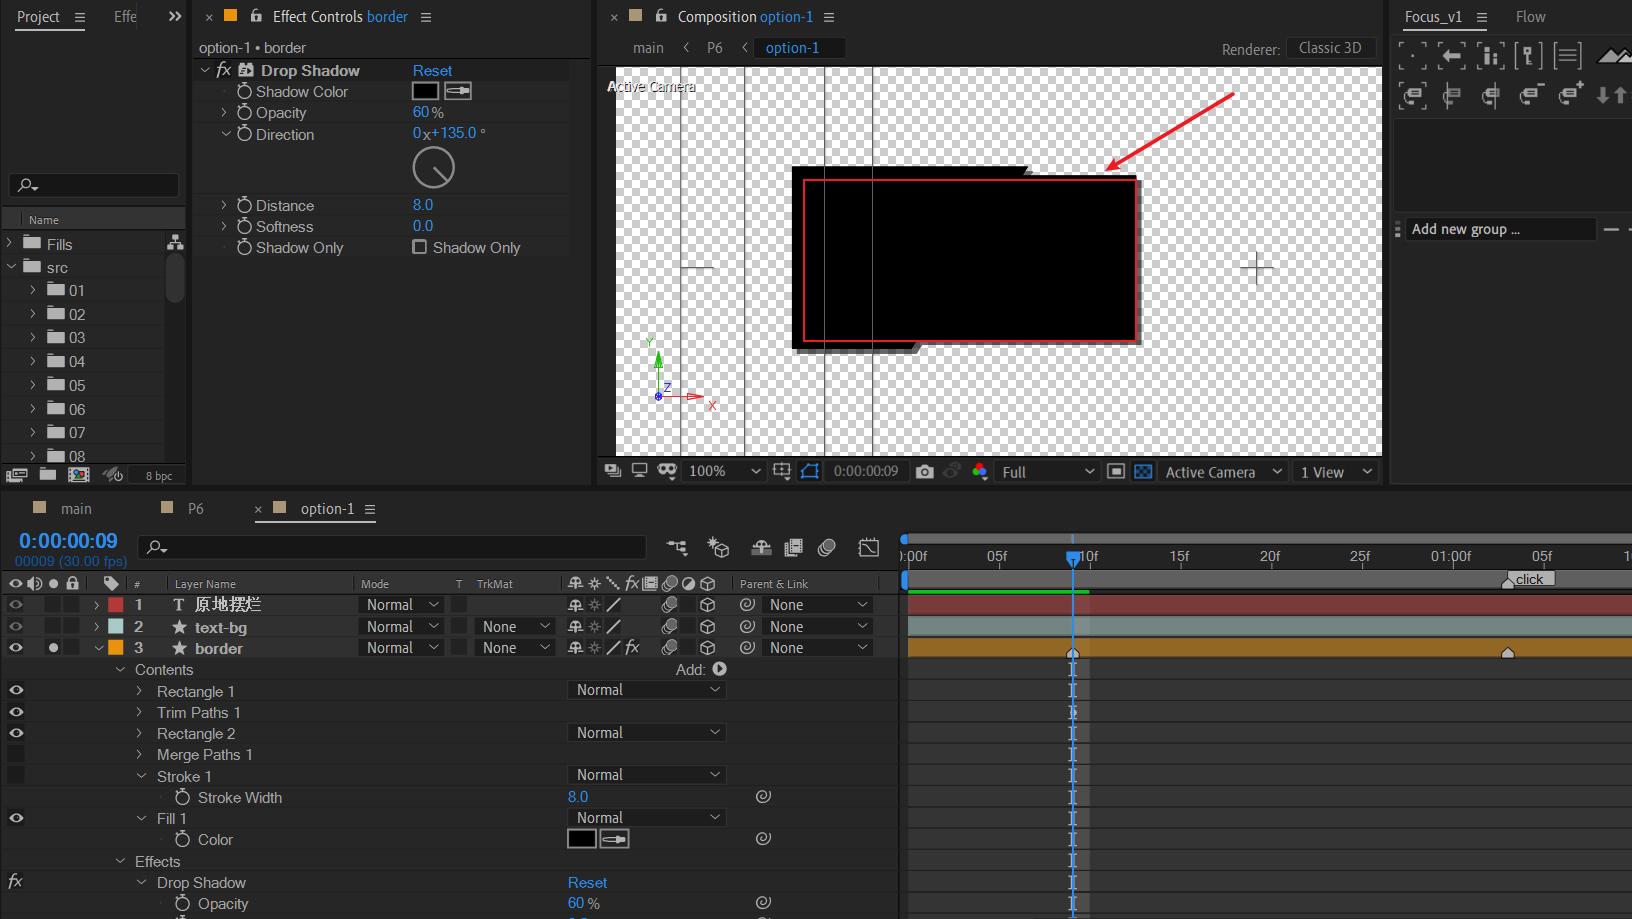 Project
Effe
Effect Controls border
option-1 • border
fx Drop Shadow Reset
Shadow Color
Opacity 60 %
Direction 0x+135.0 °
Distance 8.0
Softness 0.0
Shadow Only Shadow Only
Name
Fills
src
01
02
03
04
05
06
07
08
8 bpc
Composition option-1
main < P6 < option-1
Renderer: Classic 3D
Active Camera
Y
Z
X
100%
0:00:00:09
Full
Active Camera
1 View
Focus_v1
Flow
Add new group ...
main
P6
option-1
0:00:00:09
00009 (30.00 fps)
):00f 05f 10f 15f 20f 25f 01:00f 05f
# Layer Name Mode T TrkMat fx Parent & Link
click
1 T 原地摆烂 Normal None
2 text-bg Normal None None
3 border Normal None fx None
Contents Add:
Rectangle 1 Normal
Trim Paths 1
Rectangle 2 Normal
Merge Paths 1
Stroke 1 Normal
Stroke Width 8.0
Fill 1 Normal
Color
Effects
fx Drop Shadow Reset
Opacity 60 %